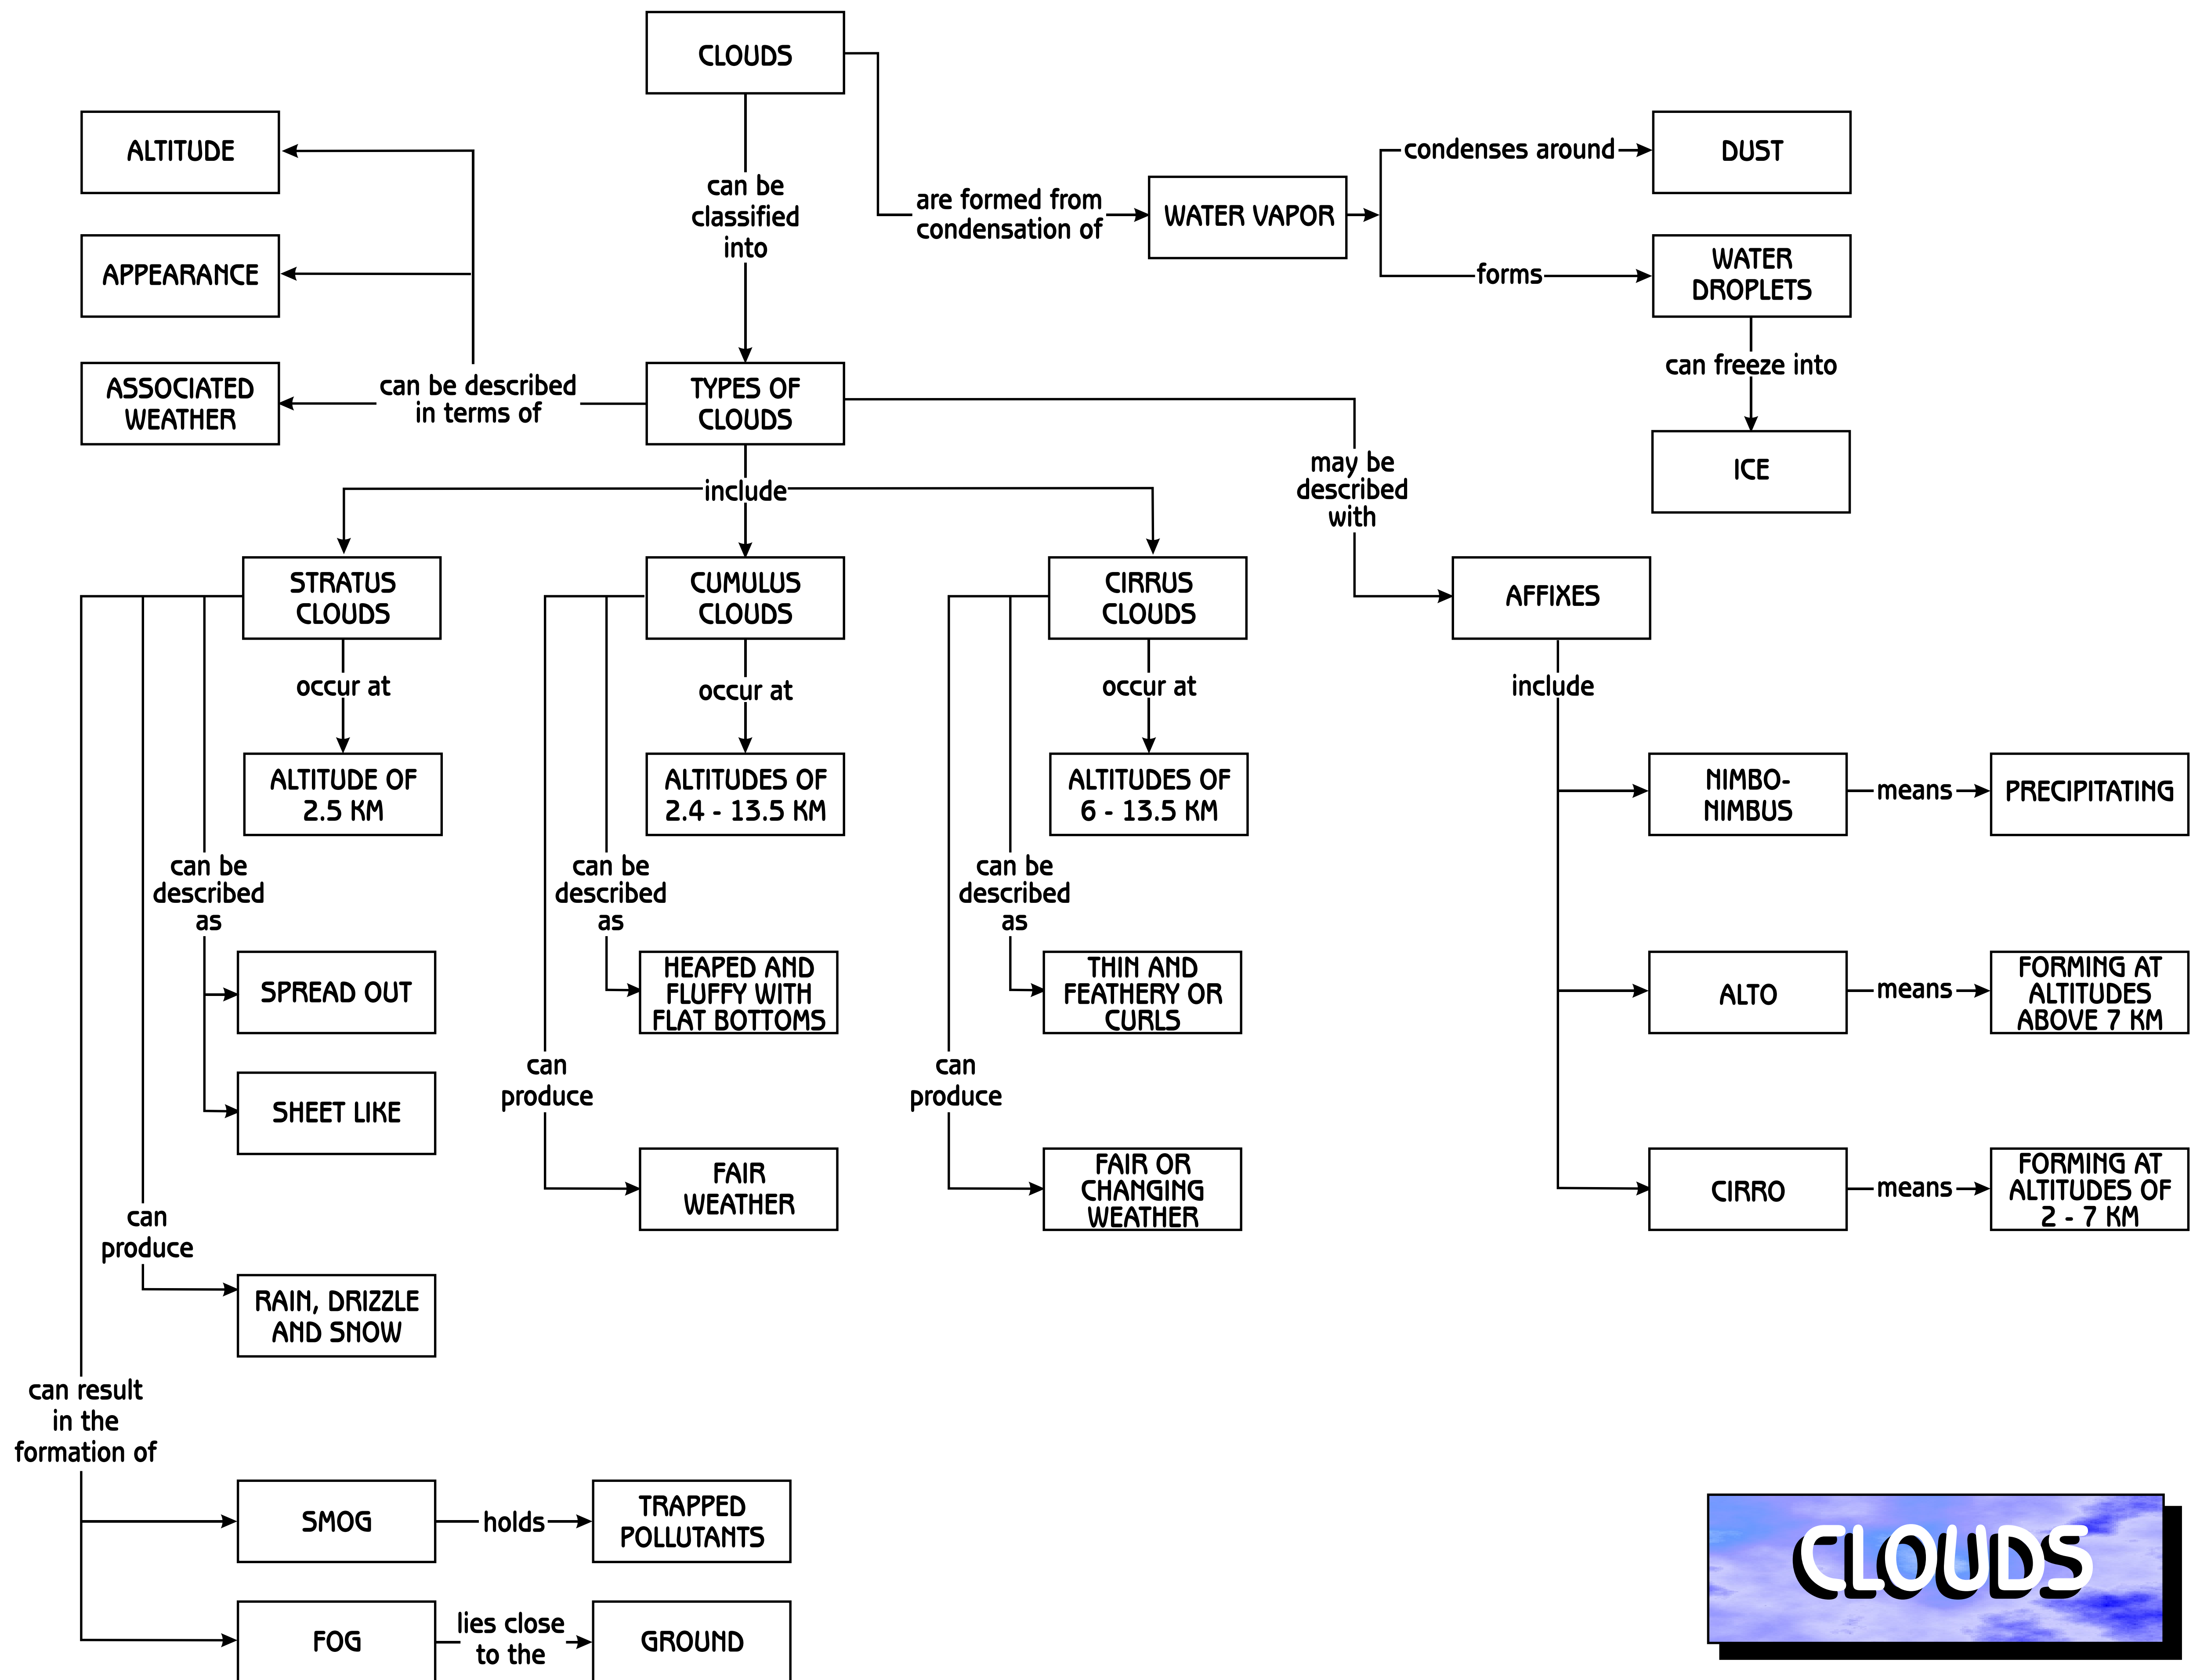 CLOUDS
ALTITUDE
condenses around
DUST
can be
classified
into
are formed from
condensation of
WATER VAPOR
APPEARANCE
forms
WATER
DROPLETS
can freeze into
ASSOCIATED
WEATHER
can be described
in terms of
TYPES OF
CLOUDS
ICE
include
may be
described
with
STRATUS
CLOUDS
CUMULUS
CLOUDS
CIRRUS
CLOUDS
AFFIXES
occur at
occur at
occur at
include
ALTITUDE OF
2.5 KM
ALTITUDES OF
2.4 - 13.5 KM
ALTITUDES OF
6 - 13.5 KM
NIMBO-
NIMBUS
means
PRECIPITATING
can be
described
as
can be
described
as
can be
described
as
SPREAD OUT
HEAPED AND
FLUFFY WITH
FLAT BOTTOMS
THIN AND
FEATHERY OR
CURLS
ALTO
means
FORMING AT
ALTITUDES
ABOVE 7 KM
SHEET LIKE
can
produce
can
produce
can
produce
FAIR
WEATHER
FAIR OR
CHANGING
WEATHER
CIRRO
means
FORMING AT
ALTITUDES OF
2 - 7 KM
RAIN, DRIZZLE
AND SNOW
can result
in the
formation of
SMOG
holds
TRAPPED
POLLUTANTS
FOG
lies close
to the
GROUND
CLOUDS